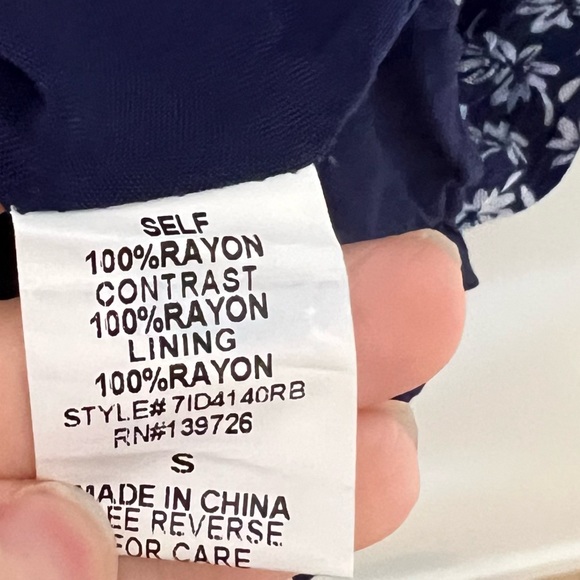 SELF
100%RAYON
CONTRAST
100%RAYON
LINING
100%RAYON
STYLE# 7ID4140RB
RN#139726
S
MADE IN CHINA
EE REVERSE
FOR CARE